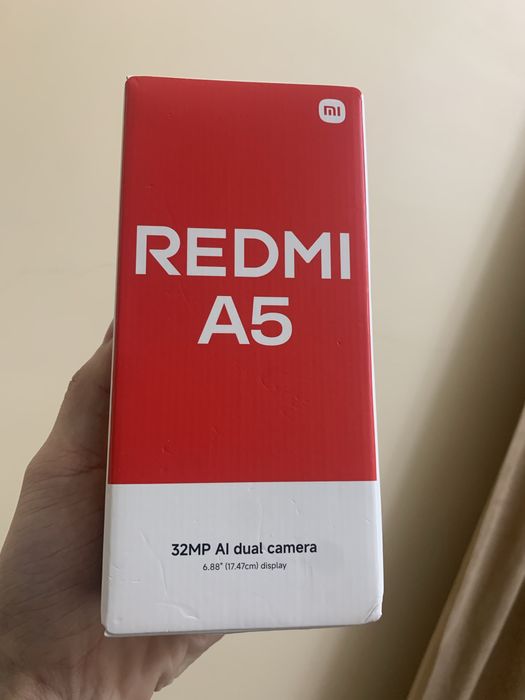 mi
REDMI
A5
32MP AI dual camera
6.88" (17.47cm) display